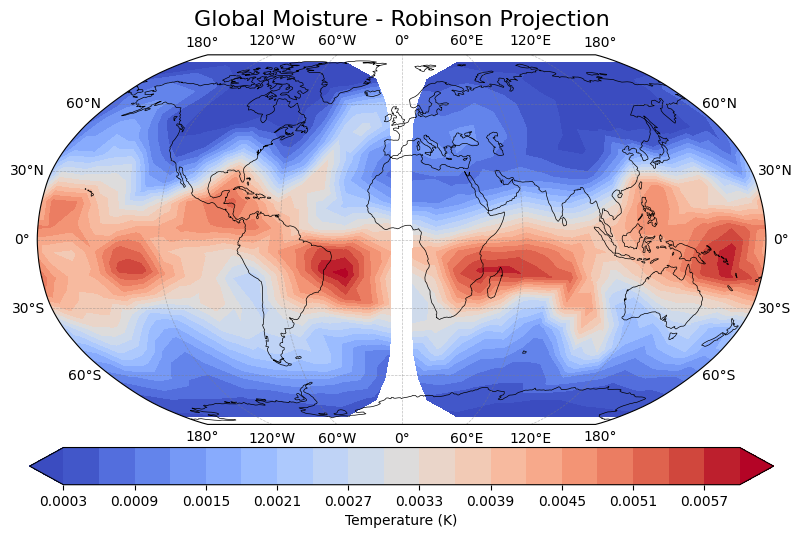 Global Moisture - Robinson Projection
180° 120°W 60°W 0° 60°E 120°E 180°
60°N 60°N
30°N 30°N
0° 0°
30°S 30°S
60°S 60°S
180° 120°W 60°W 0° 60°E 120°E 180°
0.0003 0.0009 0.0015 0.0021 0.0027 0.0033 0.0039 0.0045 0.0051 0.0057
Temperature (K)